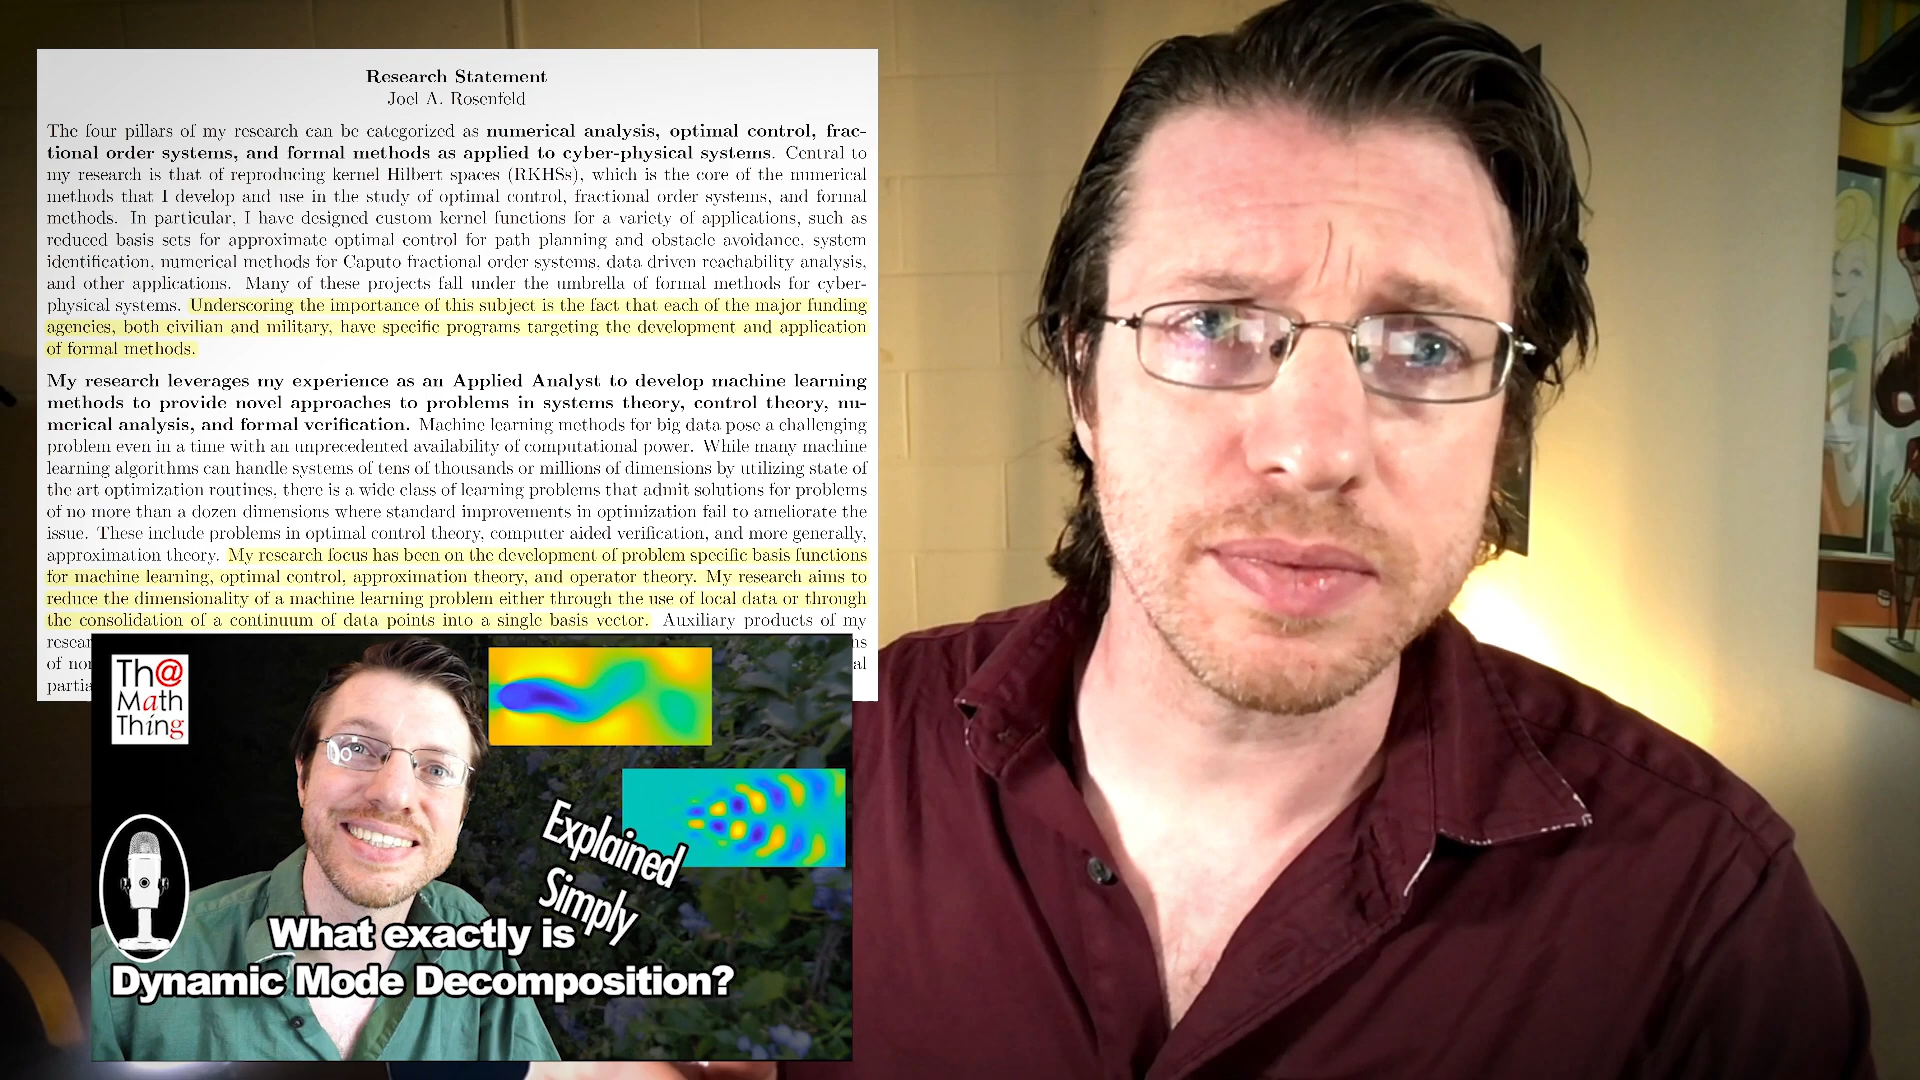 Research Statement
Joel A. Rosenfeld
The four pillars of my research can be categorized as numerical analysis, optimal control, frac-
tional order systems, and formal methods as applied to cyber-physical systems. Central to
my research is that of reproducing kernel Hilbert spaces (RKHSs), which is the core of the numerical
methods that I develop and use in the study of optimal control, fractional order systems, and formal
methods. In particular, I have designed custom kernel functions for a variety of applications, such as
reduced basis sets for approximate optimal control for path planning and obstacle avoidance, system
identification, numerical methods for Caputo fractional order systems, data driven reachability analysis,
and other applications. Many of these projects fall under the umbrella of formal methods for cyber-
physical systems. Underscoring the importance of this subject is the fact that each of the major funding
agencies, both civilian and military, have specific programs targeting the development and application
of formal methods.
My research leverages my experience as an Applied Analyst to develop machine learning
methods to provide novel approaches to problems in systems theory, control theory, nu-
merical analysis, and formal verification. Machine learning methods for big data pose a challenging
problem even in a time with an unprecedented availability of computational power. While many machine
learning algorithms can handle systems of tens of thousands or millions of dimensions by utilizing state of
the art optimization routines, there is a wide class of learning problems that admit solutions for problems
of no more than a dozen dimensions where standard improvements in optimization fail to ameliorate the
issue. These include problems in optimal control theory, computer aided verification, and more generally,
approximation theory. My research focus has been on the development of problem specific basis functions
for machine learning, optimal control, approximation theory, and operator theory. My research aims to
reduce the dimensionality of a machine learning problem either through the use of local data or through
the consolidation of a continuum of data points into a single basis vector. Auxiliary products of my
Th@
Math
Thing
Explained
Simply
What exactly is
Dynamic Mode Decomposition?